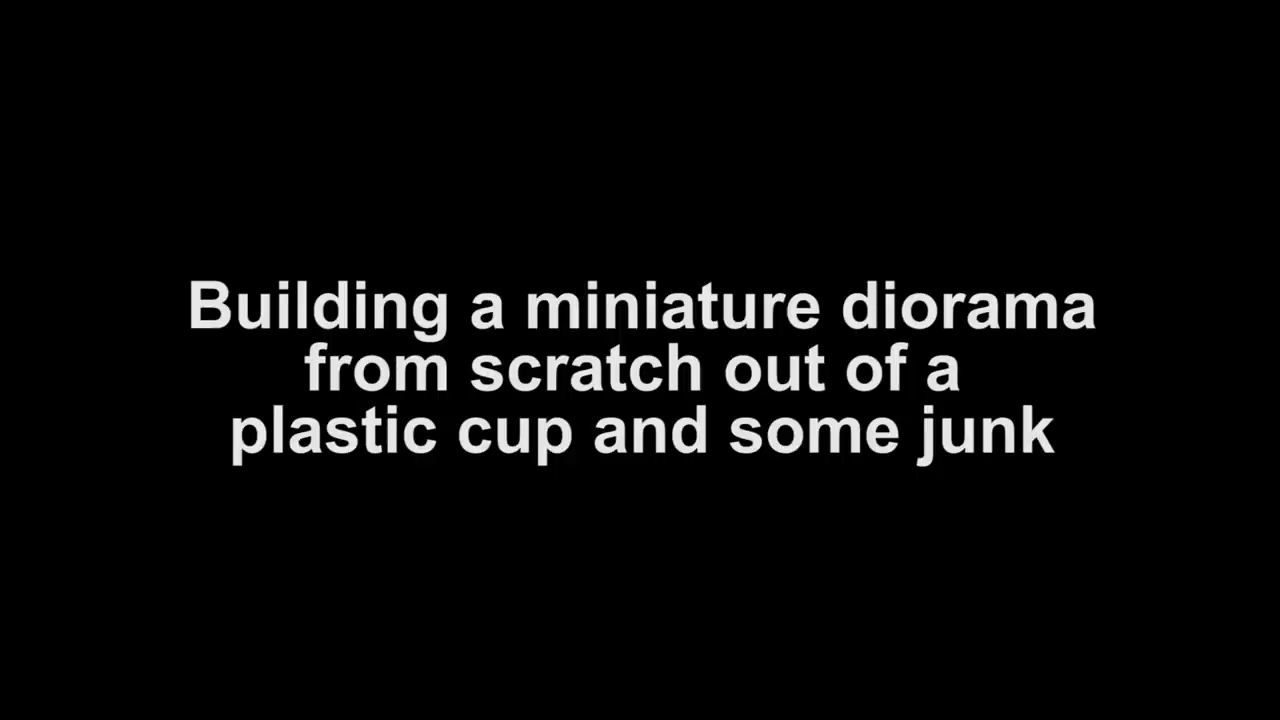 Building a miniature diorama
from scratch out of a
plastic cup and some junk